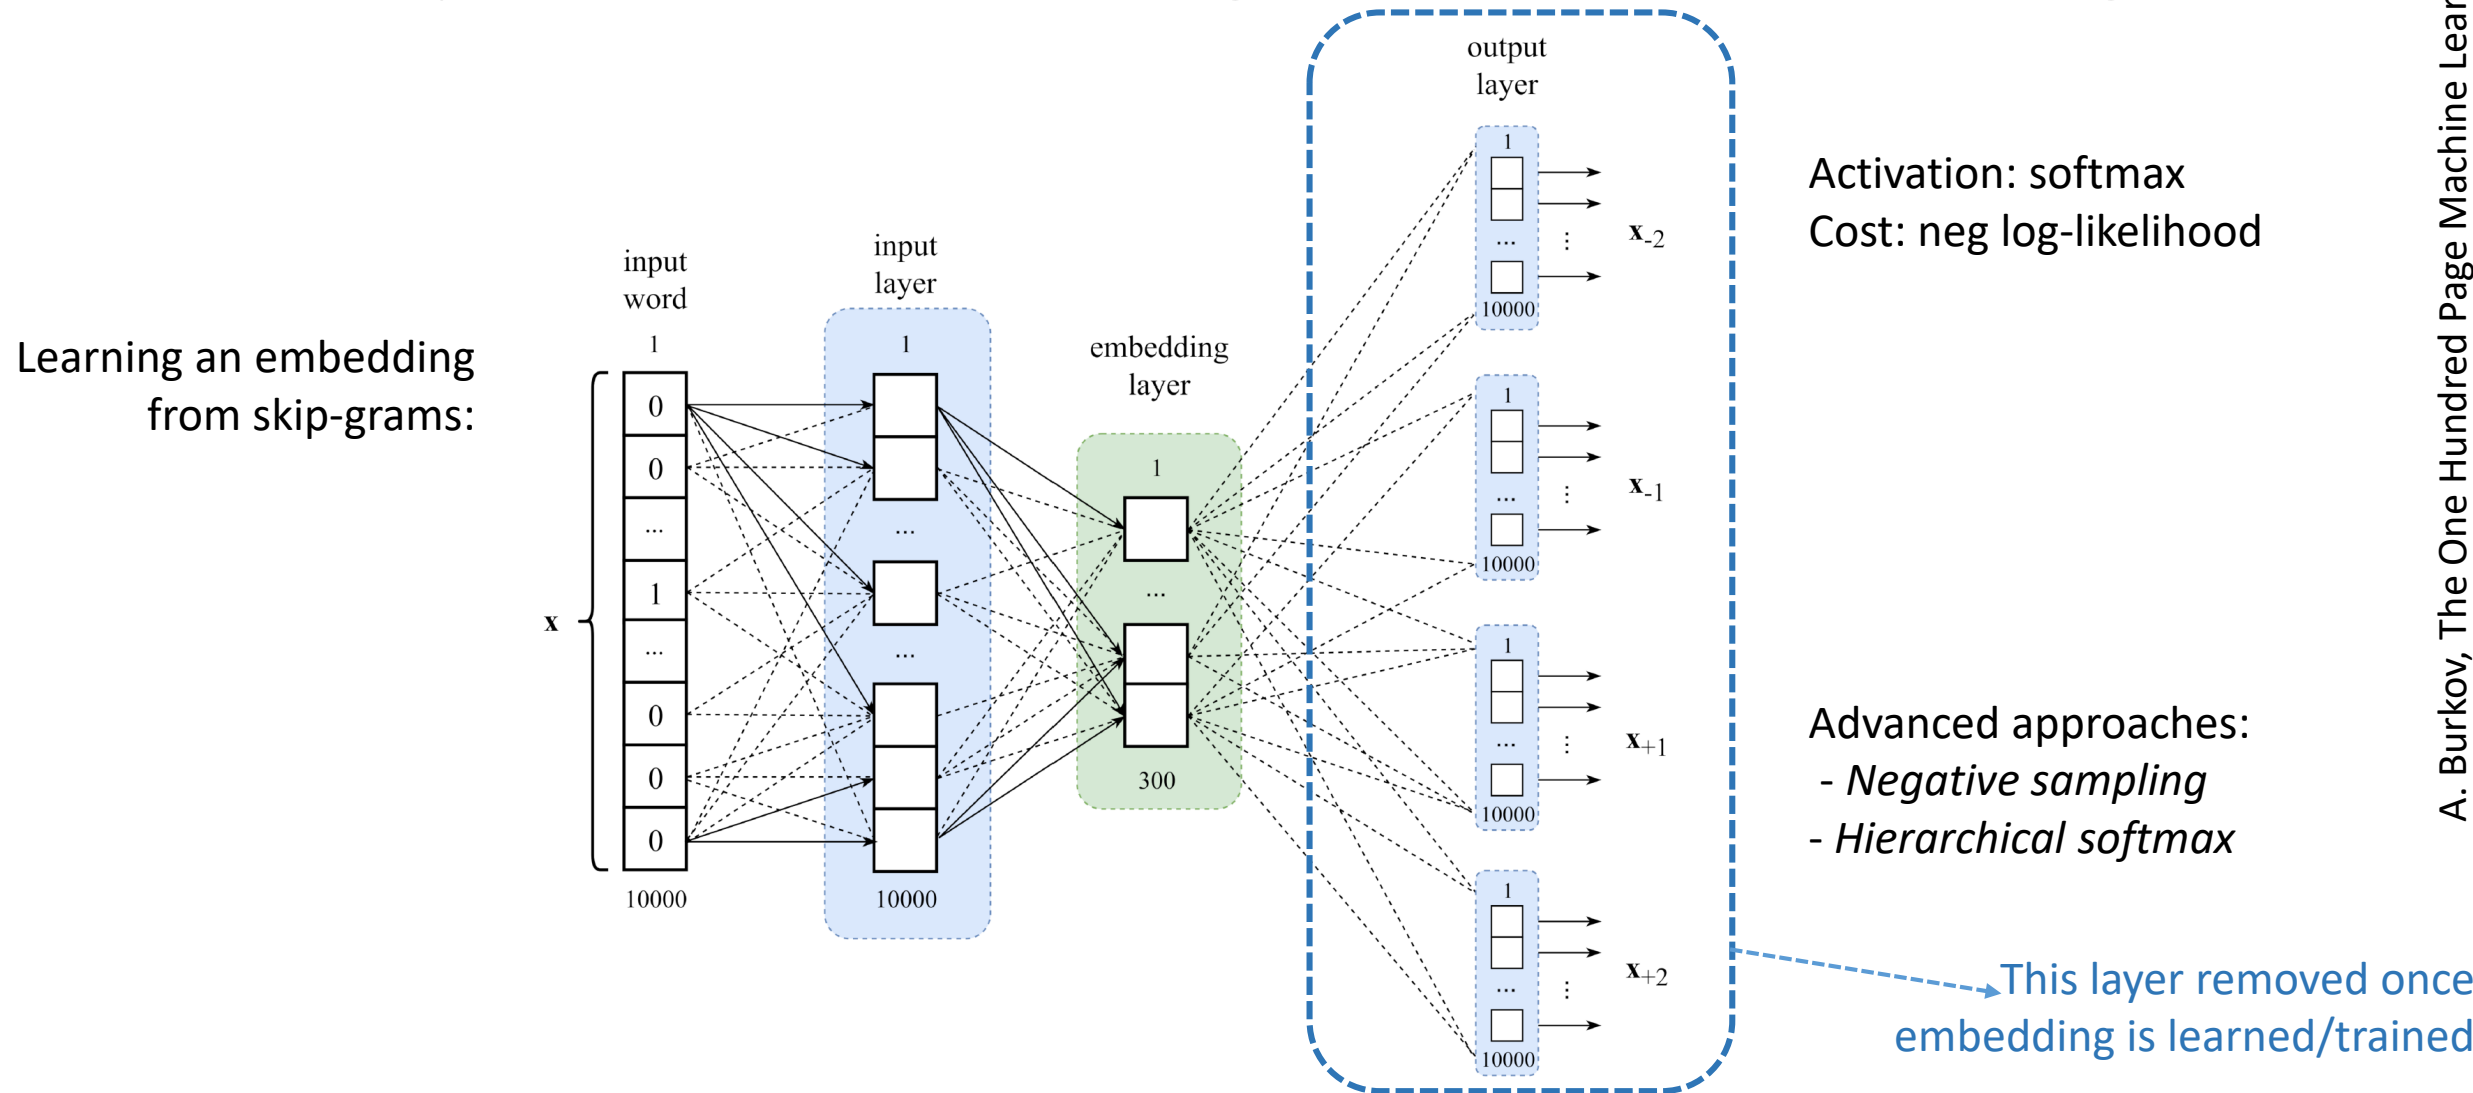 Learning an embedding
from skip-grams:
input
word
1
x
0
0
...
1
...
0
0
0
10000
input
layer
1
...
...
10000
embedding
layer
1
...
300
output
layer
1
...
10000
⋮
x-2
1
...
10000
⋮
x-1
1
...
10000
⋮
x+1
1
...
10000
⋮
x+2
Activation: softmax
Cost: neg log-likelihood
Advanced approaches:
- Negative sampling
- Hierarchical softmax
This layer removed once
embedding is learned/trained
A. Burkov, The One Hundred Page Machine